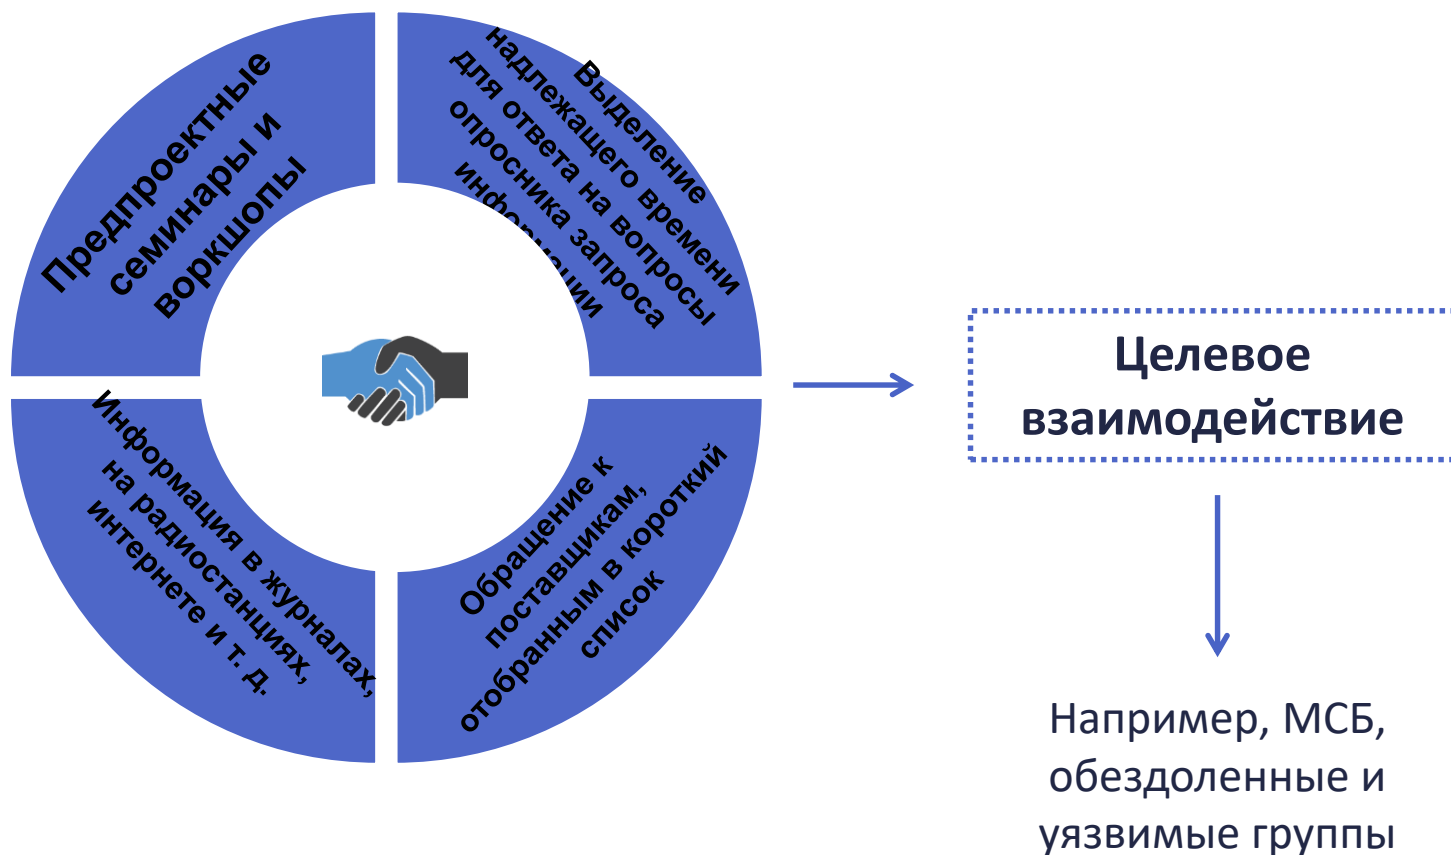 Предпроектные
семинары и
воркшопы
Выделение
надлежащего времени
для ответа на вопросы
опросника запроса
информации
Информация в журналах,
на радиостанциях,
интернете и т. д.
Обращение к
поставщикам,
отобранным в короткий
список
Целевое
взаимодействие
Например, МСБ,
обездоленные и
уязвимые группы